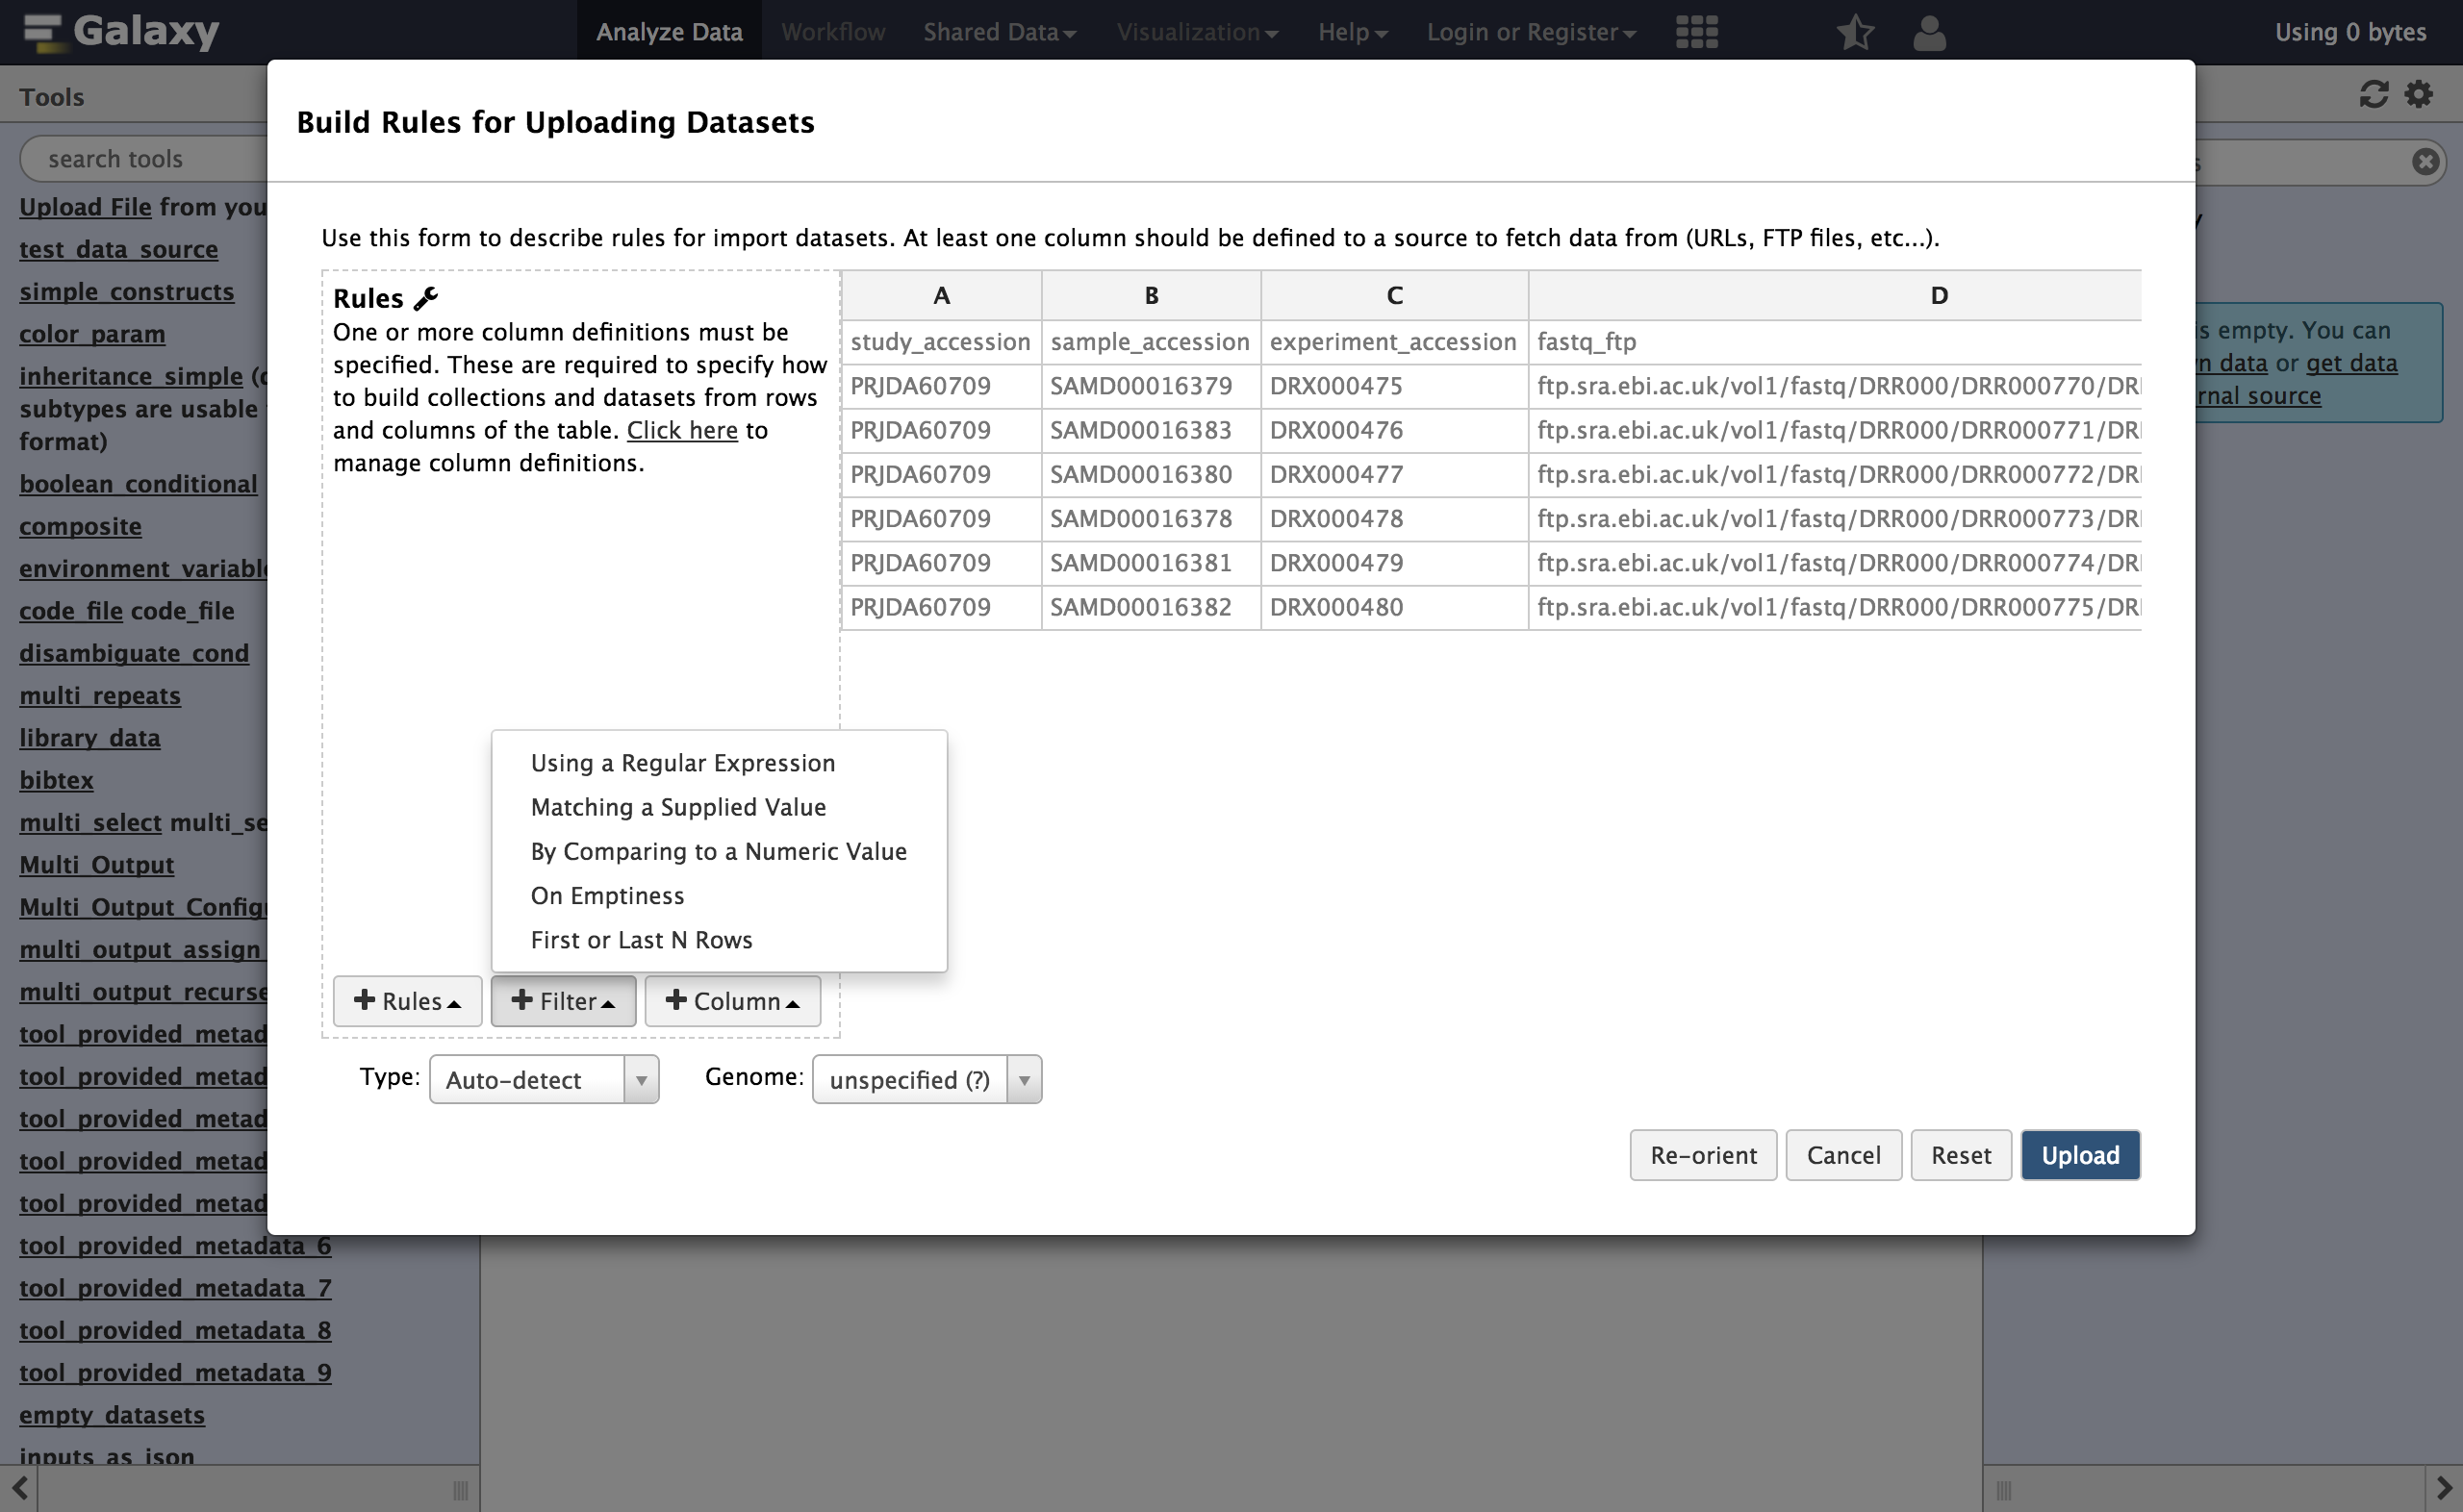 Galaxy
Analyze Data
Workflow
Shared Data
Visualization
Help
Login or Register
Using 0 bytes
Tools
search tools
Upload File from you
test_data_source
simple_constructs
color_param
inheritance_simple
subtypes are usable
format)
boolean_conditional
composite
environment_variable
code_file code_file
disambiguate_cond
multi_repeats
library_data
bibtex
multi_select multi_se
Multi_Output
Multi_Output_Config
multi_output_assign
multi_output_recurse
tool_provided_metad
tool_provided_metad
tool_provided_metad
tool_provided_metad
tool_provided_metad
tool_provided_metadata_6
tool_provided_metadata_7
tool_provided_metadata_8
tool_provided_metadata_9
empty_datasets
inputs_as_json
Build Rules for Uploading Datasets
Use this form to describe rules for import datasets. At least one column should be defined to a source to fetch data from (URLs, FTP files, etc...).
Rules
One or more column definitions must be
specified. These are required to specify how
to build collections and datasets from rows
and columns of the table. Click here to
manage column definitions.
A B C D
study_accession sample_accession experiment_accession fastq_ftp
PRJDA60709 SAMD00016379 DRX000475 ftp.sra.ebi.ac.uk/vol1/fastq/DRR000/DRR000770/DR
PRJDA60709 SAMD00016383 DRX000476 ftp.sra.ebi.ac.uk/vol1/fastq/DRR000/DRR000771/DR
PRJDA60709 SAMD00016380 DRX000477 ftp.sra.ebi.ac.uk/vol1/fastq/DRR000/DRR000772/DR
PRJDA60709 SAMD00016378 DRX000478 ftp.sra.ebi.ac.uk/vol1/fastq/DRR000/DRR000773/DR
PRJDA60709 SAMD00016381 DRX000479 ftp.sra.ebi.ac.uk/vol1/fastq/DRR000/DRR000774/DR
PRJDA60709 SAMD00016382 DRX000480 ftp.sra.ebi.ac.uk/vol1/fastq/DRR000/DRR000775/DR
Using a Regular Expression
Matching a Supplied Value
By Comparing to a Numeric Value
On Emptiness
First or Last N Rows
Rules
Filter
Column
Type: Auto-detect
Genome: unspecified (?)
Re-orient
Cancel
Reset
Upload
is empty. You can
n data or get data
rnal source